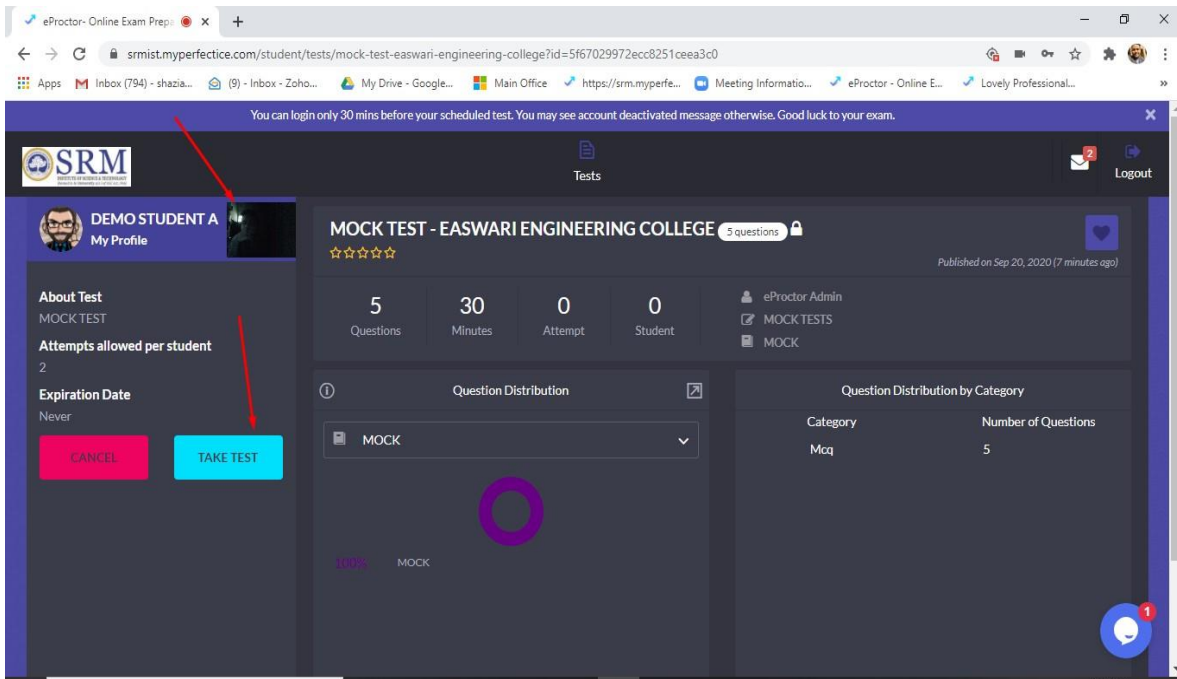 eProctor- Online Exam Prepa
srmist.myperfectice.com/student/tests/mock-test-easwari-engineering-college?id=5f67029972ecc8251ceea3c0
Apps Inbox (794) - shazia... (9) - Inbox - Zoho... My Drive - Google... Main Office https://srm.myperfe... Meeting Informatio... eProctor - Online E... Lovely Professional... »
You can login only 30 mins before your scheduled test. You may see account deactivated message otherwise. Good luck to your exam.
SRM
Tests
2
Logout
DEMO STUDENT A
My Profile
About Test
MOCK TEST
Attempts allowed per student
2
Expiration Date
Never
CANCEL TAKE TEST
MOCK TEST - EASWARI ENGINEERING COLLEGE 5 questions
Published on Sep 20, 2020 (7 minutes ago)
5 30 0 0
Questions Minutes Attempt Student
eProctor Admin
MOCK TESTS
MOCK
Question Distribution
MOCK
100% MOCK
Question Distribution by Category
Category Number of Questions
Mcq 5
1